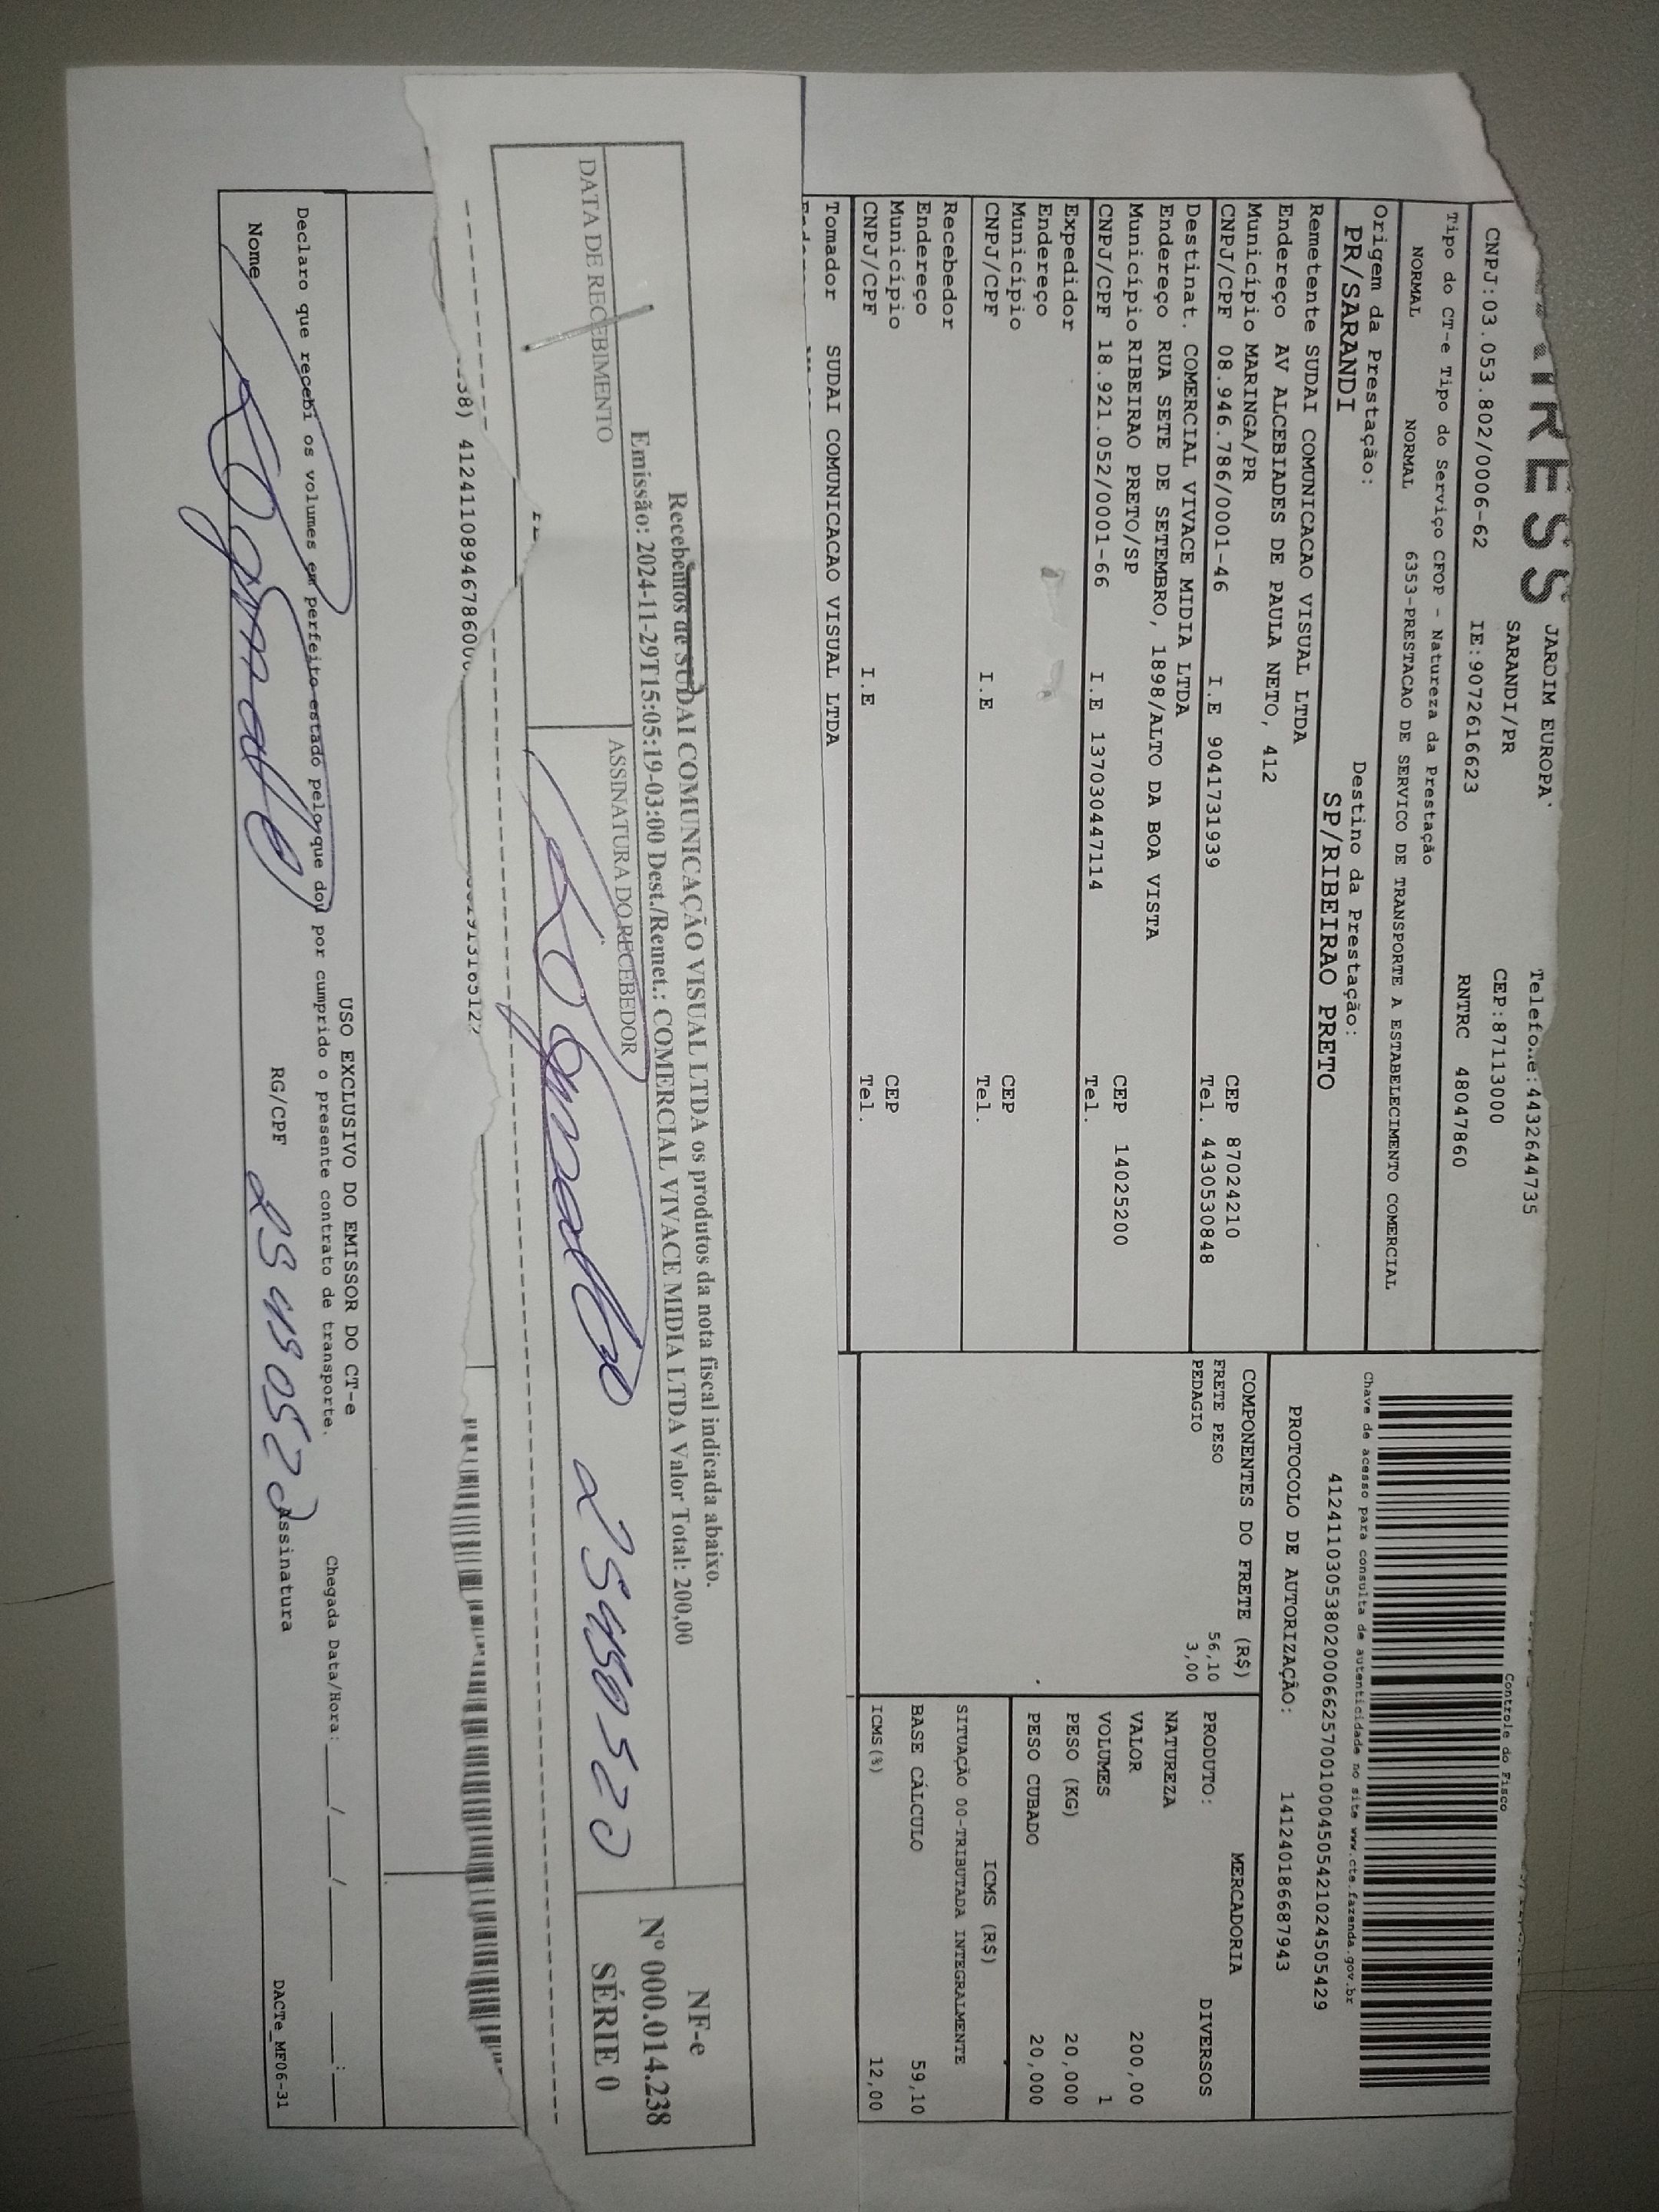 RESS
JARDIM EUROPA
SARANDI/PR
CEP:87113000
CNPJ:03.053.802/0006-62 IE:9072616623 RNTRC 48047860
Tipo do CT-e Tipo do Serviço CFOP - Natureza da Prestação
NORMAL NORMAL 6353-PRESTACAO DE SERVICO DE TRANSPORTE A ESTABELECIMENTO COMERCIAL
Origem da Prestação: Destino da Prestação:
PR/SARANDI SP/RIBEIRAO PRETO
Remetente SUDAI COMUNICACAO VISUAL LTDA
Endereço AV ALCEBIADES DE PAULA NETO, 412
Município MARINGA/PR CEP 87024210
CNPJ/CPF 08.946.786/0001-46 I.E 9041731939 Tel. 443053​0848
Destinat. COMERCIAL VIVACE MIDIA LTDA
Endereço RUA SETE DE SETEMBRO, 1898/ALTO DA BOA VISTA
Município RIBEIRAO PRETO/SP CEP 14025200
CNPJ/CPF 18.921.052/0001-66 I.E 137030447114 Tel.
Expedidor
Endereço
Município CEP
CNPJ/CPF I.E Tel.
Recebedor
Endereço
Município CEP
CNPJ/CPF I.E Tel.
Tomador SUDAI COMUNICACAO VISUAL LTDA
Controle do Fisco
Chave de acesso para consulta de autenticidade no site www.cte.fazenda.gov.br
41241103053802000662570010004505421024505429
PROTOCOLO DE AUTORIZAÇÃO: 141240186687943
COMPONENTES DO FRETE (R$)
FRETE PESO 56,10
PEDAGIO 3,00
MERCADORIA
PRODUTO: DIVERSOS
NATUREZA
VALOR 200,00
VOLUMES 1
PESO (KG) 20,000
PESO CUBADO 20,000
ICMS (R$)
SITUAÇÃO 00-TRIBUTADA INTEGRALMENTE
BASE CÁLCULO 59,10
ICMS(%) 12,00
Recebemos de SUDAI COMUNICAÇÃO VISUAL LTDA os produtos da nota fiscal indicada abaixo.
Emissão: 2024-11-29T15:05:19-03:00 Dest./Remet.: COMERCIAL VIVACE MIDIA LTDA Valor Total: 200,00
DATA DE RECEBIMENTO ASSINATURA DO RECEBEDOR
NF-e
Nº 000.014.238
SÉRIE 0
USO EXCLUSIVO DO EMISSOR DO CT-e
Declaro que recebi os volumes em perfeito estado pelo que dou por cumprido o presente contrato de transporte.
Chegada Data/Hora: ___/___/_____ ___:___
Nome RG/CPF Assinatura
DACTe_MF06-31